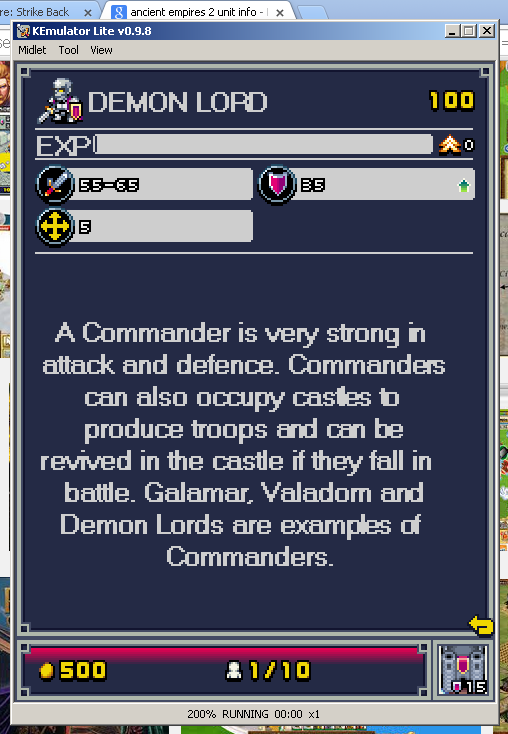 re: Strike Back
ancient empires 2 unit info -
KEmulator Lite v0.9.8
Midlet Tool View
DEMON LORD 100
EXP 0
55-65 35
5
A Commander is very strong in
attack and defence. Commanders
can also occupy castles to
produce troops and can be
revived in the castle if they fall in
battle. Galamar, Valadorn and
Demon Lords are examples of
Commanders.
500 1/10 15
200% RUNNING 00:00 x1